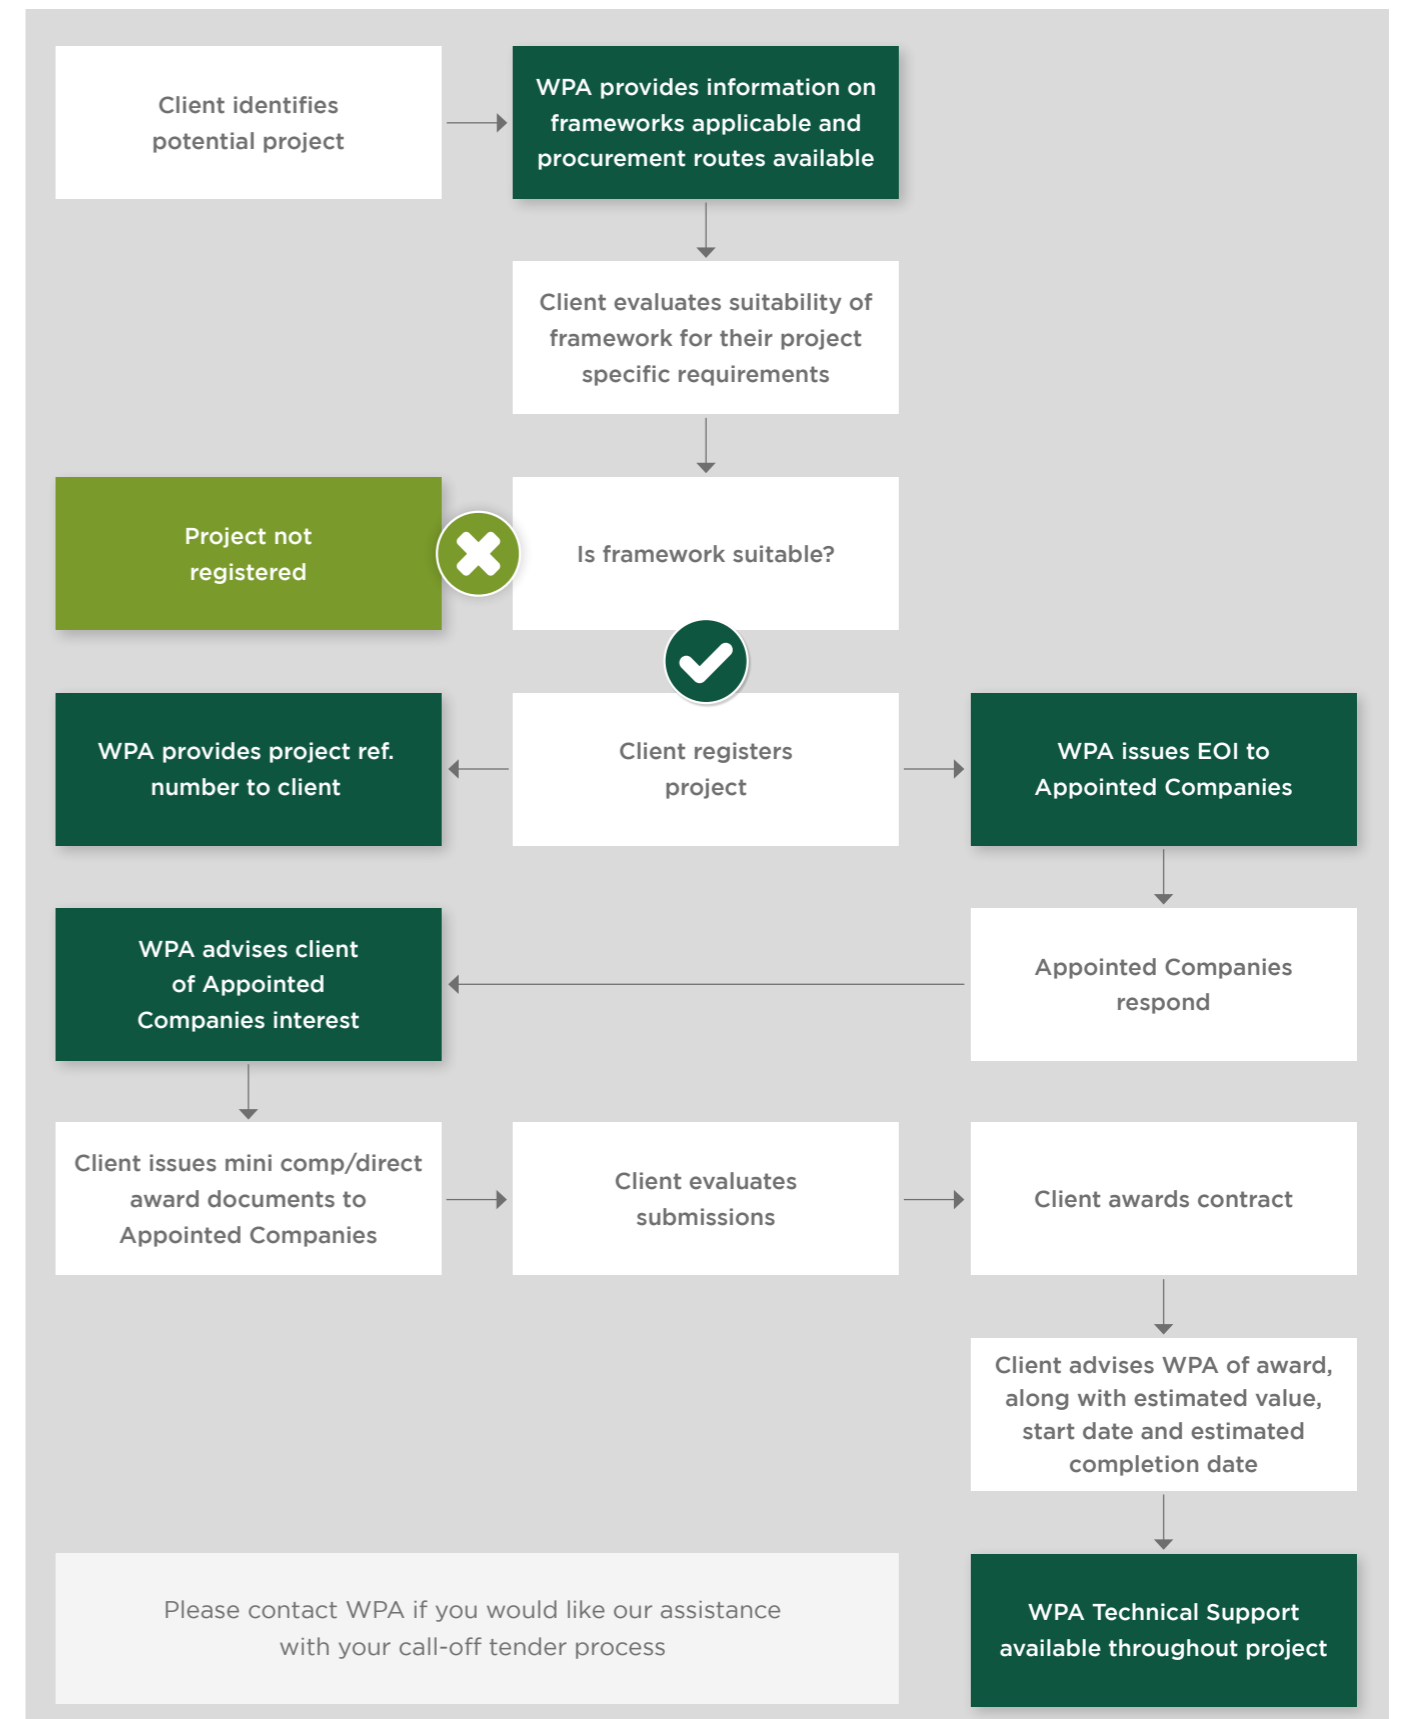 Client identifies
potential project
WPA provides information on
frameworks applicable and
procurement routes available
Client evaluates suitability of
framework for their project
specific requirements
Project not
registered
Is framework suitable?
WPA provides project ref.
number to client
Client registers
project
WPA issues EOI to
Appointed Companies
WPA advises client
of Appointed
Companies interest
Appointed Companies
respond
Client issues mini comp/direct
award documents to
Appointed Companies
Client evaluates
submissions
Client awards contract
Client advises WPA of award,
along with estimated value,
start date and estimated
completion date
Please contact WPA if you would like our assistance
with your call-off tender process
WPA Technical Support
available throughout project